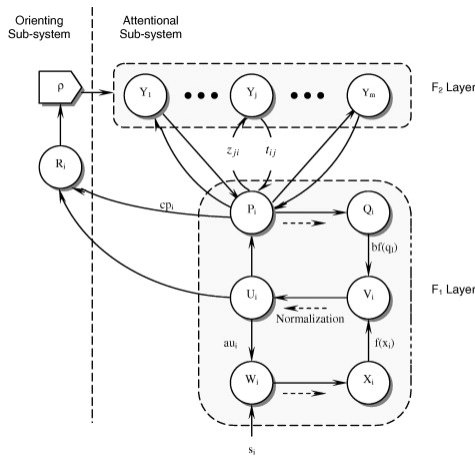 Orienting
Sub-system
Attentional
Sub-system
ρ
Y1
Yj
Ym
F2 Layer
zji
tij
Ri
cpi
Pi
Qi
bf(qi)
Ui
Vi
F1 Layer
Normalization
aui
f(xi)
Wi
Xi
si